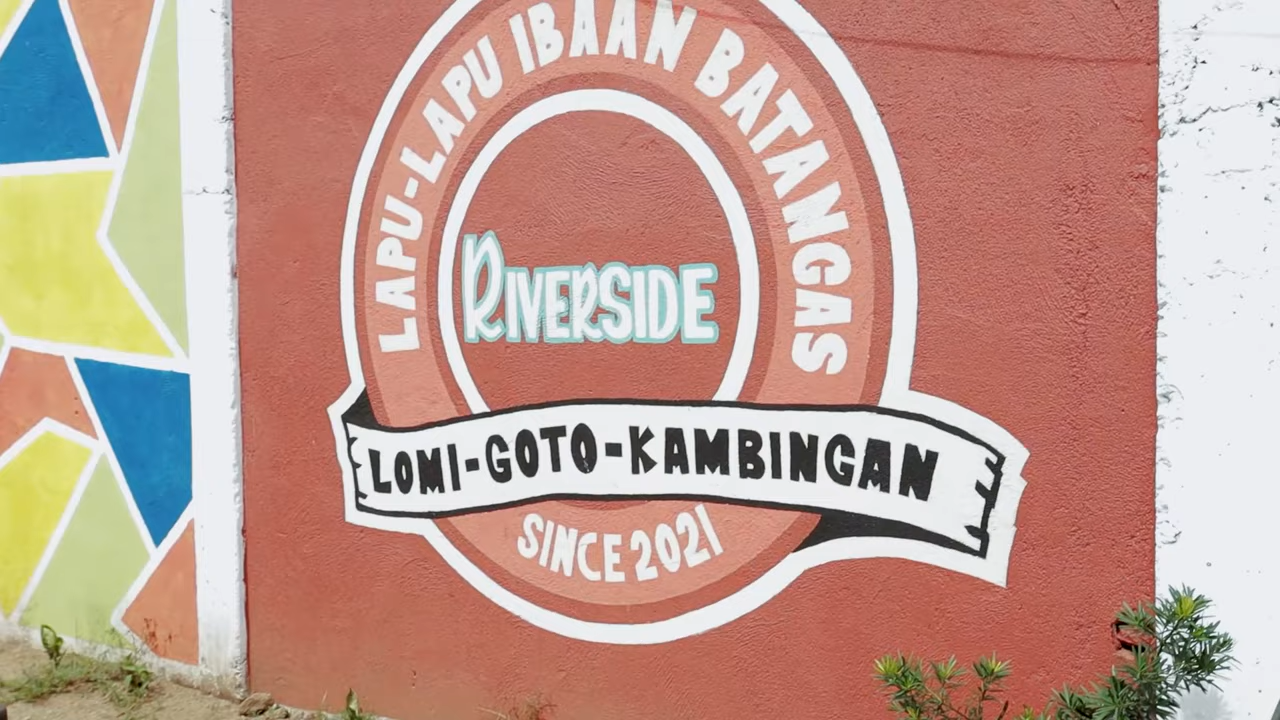 LAPU-LAPU IBAAN BATANGAS
RIVERSIDE
LOMI-GOTO-KAMBINGAN
SINCE 2021